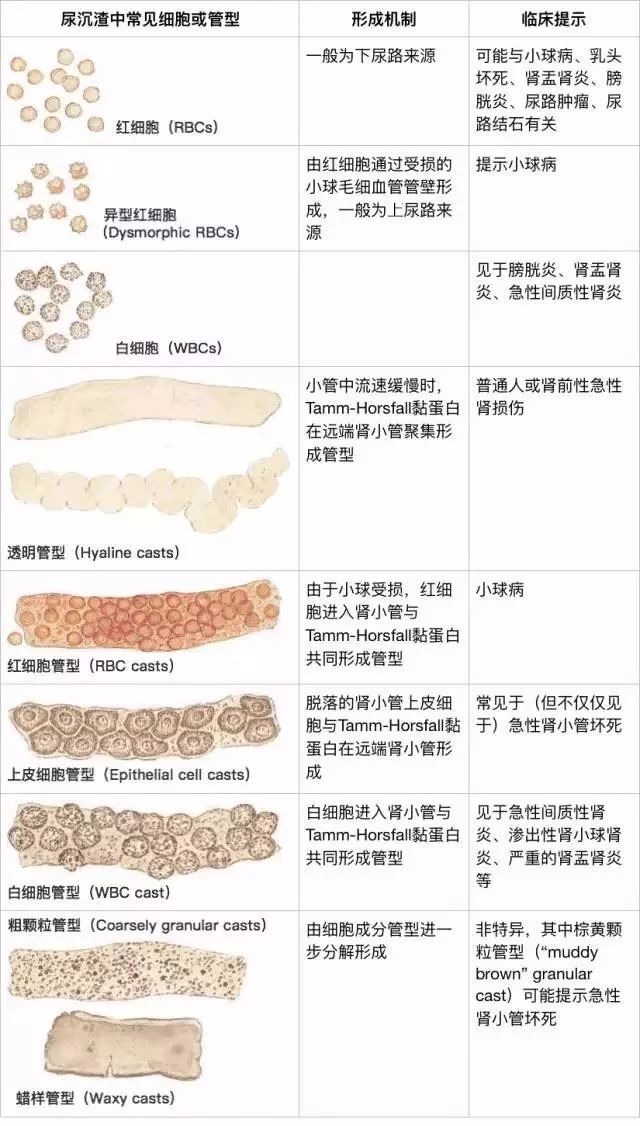 尿沉渣中常见细胞或管型
形成机制
临床提示
红细胞（RBCs）
一般为下尿路来源
可能与小球病、乳头
坏死、肾盂肾炎、膀
胱炎、尿路肿瘤、尿
路结石有关
异型红细胞
(Dysmorphic RBCs)
由红细胞通过受损的
小球毛细血管管壁形
成，一般为上尿路来
源
提示小球病
白细胞（WBCs）
见于膀胱炎、肾盂肾
炎、急性间质性肾炎
透明管型（Hyaline casts）
小管中流速缓慢时，
Tamm-Horsfall黏蛋白
在远端肾小管聚集形
成管型
普通人或肾前性急性
肾损伤
红细胞管型（RBC casts）
由于小球受损，红细
胞进入肾小管与
Tamm-Horsfall黏蛋白
共同形成管型
小球病
上皮细胞管型（Epithelial cell casts）
脱落的肾小管上皮细
胞与Tamm-Horsfall黏
蛋白在远端肾小管形
成
常见于（但不仅仅见
于）急性肾小管坏死
白细胞管型（WBC cast）
白细胞进入肾小管与
Tamm-Horsfall黏蛋白
共同形成管型
见于急性间质性肾
炎、渗出性肾小球肾
炎、严重的肾盂肾炎
等
粗颗粒管型（Coarsely granular casts）
蜡样管型（Waxy casts）
由细胞成分管型进一
步分解形成
非特异，其中棕黄颗
粒管型（“muddy
brown” granular
cast）可能提示急性
肾小管坏死